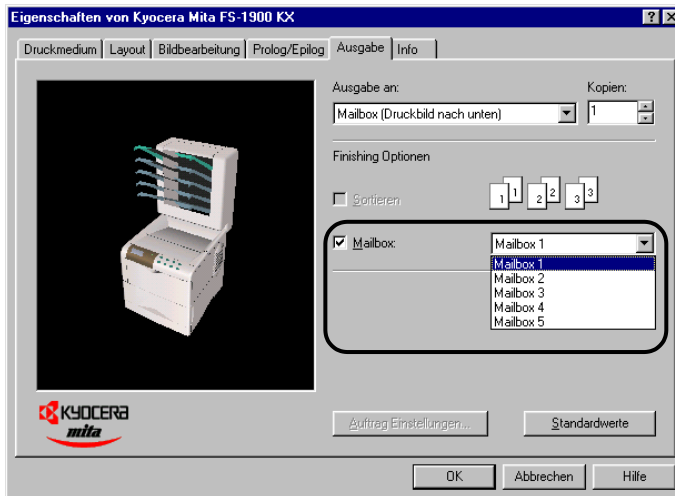 Eigenschaften von Kyocera Mita FS-1900 KX
Druckmedium Layout Bildbearbeitung Prolog/Epilog Ausgabe Info
Ausgabe an: Kopien:
Mailbox (Druckbild nach unten) 1
Finishing Optionen
Sortieren 1 1 2 2 3 3
Mailbox: Mailbox 1
Mailbox 1
Mailbox 2
Mailbox 3
Mailbox 4
Mailbox 5
KYOCERA
mita
Auftrag Einstellungen... Standardwerte
OK Abbrechen Hilfe